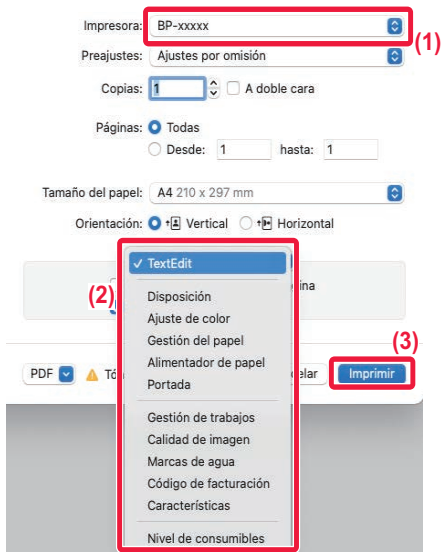 Impresora: BP-xxxxx
(1)
Preajustes: Ajustes por omisión
Copias: 1 A doble cara
Páginas: Todas
Desde: 1 hasta: 1
Tamaño del papel: A4 210 x 297 mm
Orientación: Vertical Horizontal
✓ TextEdit
(2)
Disposición
Ajuste de color
Gestión del papel
Alimentador de papel
Portada
Gestión de trabajos
Calidad de imagen
Marcas de agua
Código de facturación
Características
Nivel de consumibles
(3)
PDF Imprimir